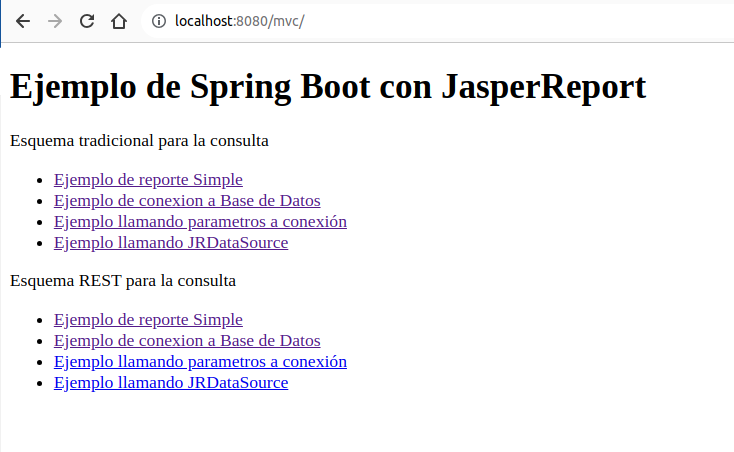 localhost:8080/mvc/
Ejemplo de Spring Boot con JasperReport
Esquema tradicional para la consulta
Ejemplo de reporte Simple
Ejemplo de conexion a Base de Datos
Ejemplo llamando parametros a conexión
Ejemplo llamando JRDataSource
Esquema REST para la consulta
Ejemplo de reporte Simple
Ejemplo de conexion a Base de Datos
Ejemplo llamando parametros a conexión
Ejemplo llamando JRDataSource